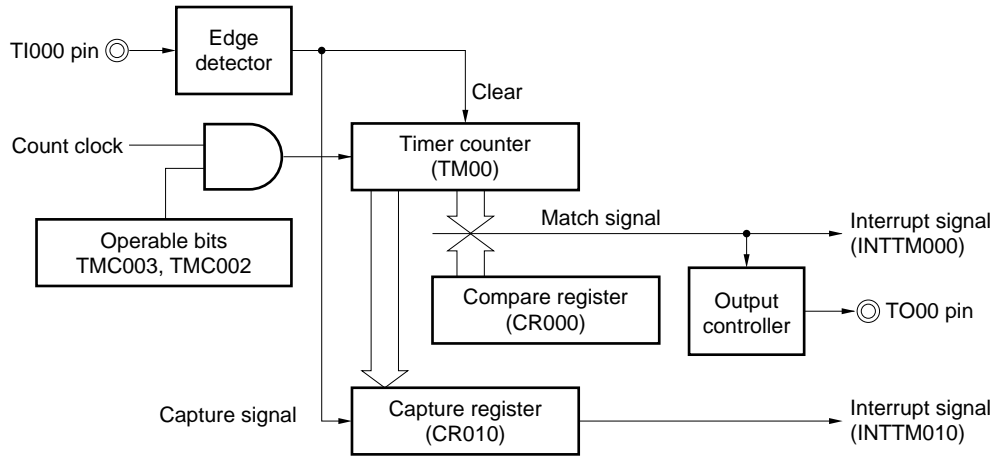 TI000 pin
Edge
detector
Clear
Count clock
Timer counter
(TM00)
Operable bits
TMC003, TMC002
Match signal
Interrupt signal
(INTTM000)
Compare register
(CR000)
Output
controller
TO00 pin
Capture signal
Capture register
(CR010)
Interrupt signal
(INTTM010)